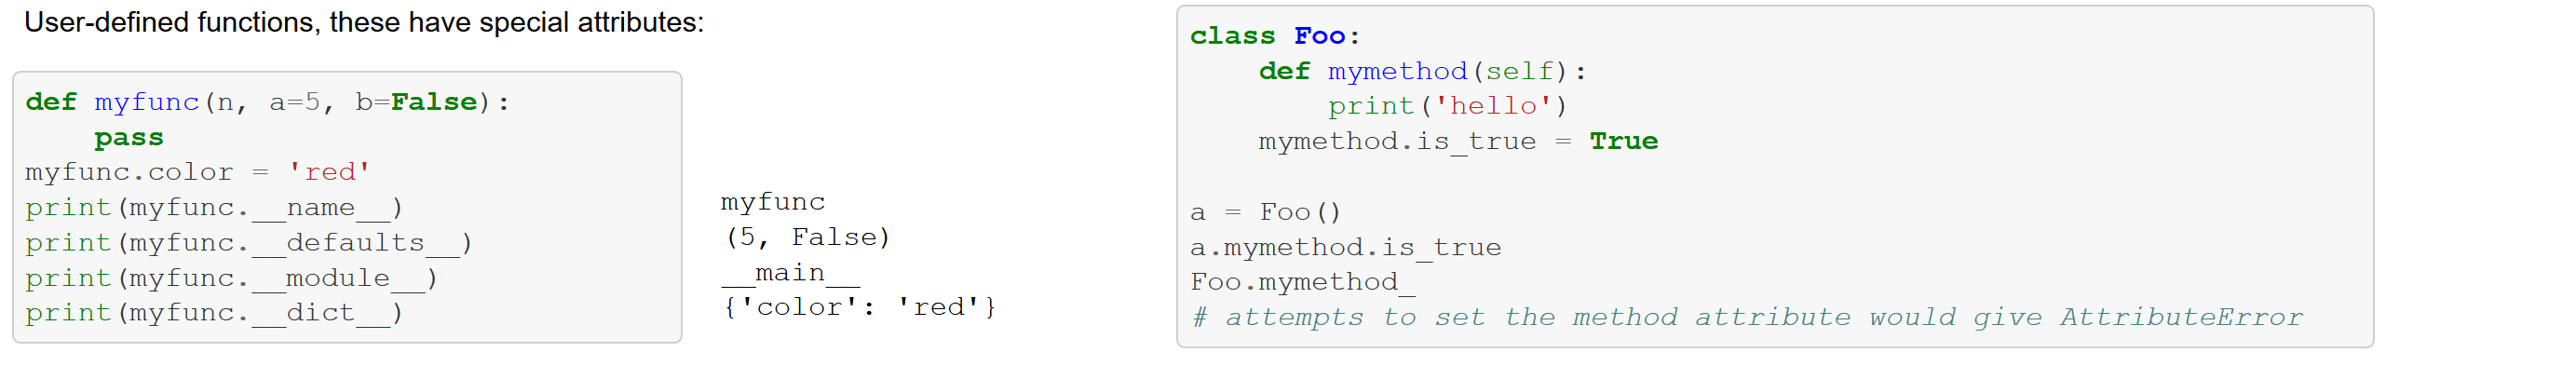 User-defined functions, these have special attributes:
def myfunc(n, a=5, b=False):
    pass
myfunc.color = 'red'
print(myfunc.__name__)
print(myfunc.__defaults__)
print(myfunc.__module__)
print(myfunc.__dict__)
myfunc
(5, False)
__main__
{'color': 'red'}
class Foo:
    def mymethod(self):
        print('hello')
    mymethod.is_true = True
a = Foo()
a.mymethod.is_true
Foo.mymethod_
# attempts to set the method attribute would give AttributeError